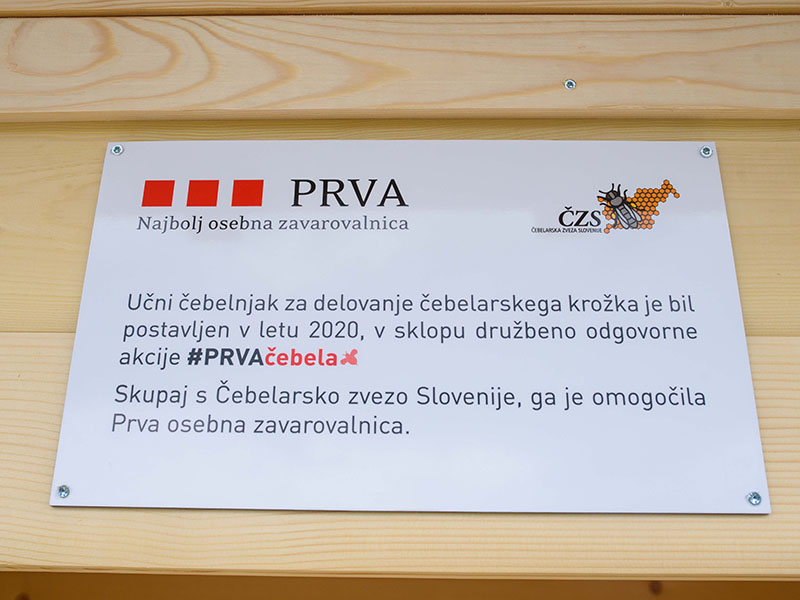 PRVA
Najbolj osebna zavarovalnica
ČZS
ČEBELARSKA ZVEZA SLOVENIJE
Učni čebelnjak za delovanje čebelarskega krožka je bil
postavljen v letu 2020, v sklopu družbeno odgovorne
akcije #PRVAčebela
Skupaj s Čebelarsko zvezo Slovenije, ga je omogočila
Prva osebna zavarovalnica.